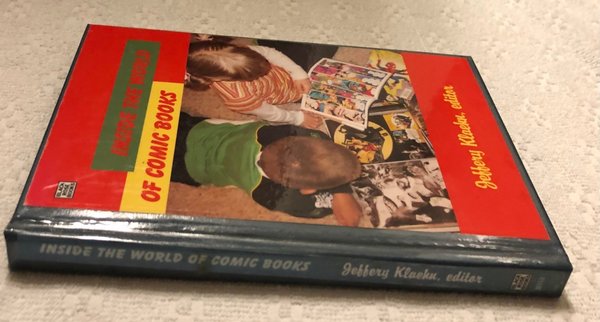 INSIDE THE WORLD
OF COMIC BOOKS
Jeffery Klaehn, editor
INSIDE THE WORLD OF COMIC BOOKS Jeffery Klaehn, editor